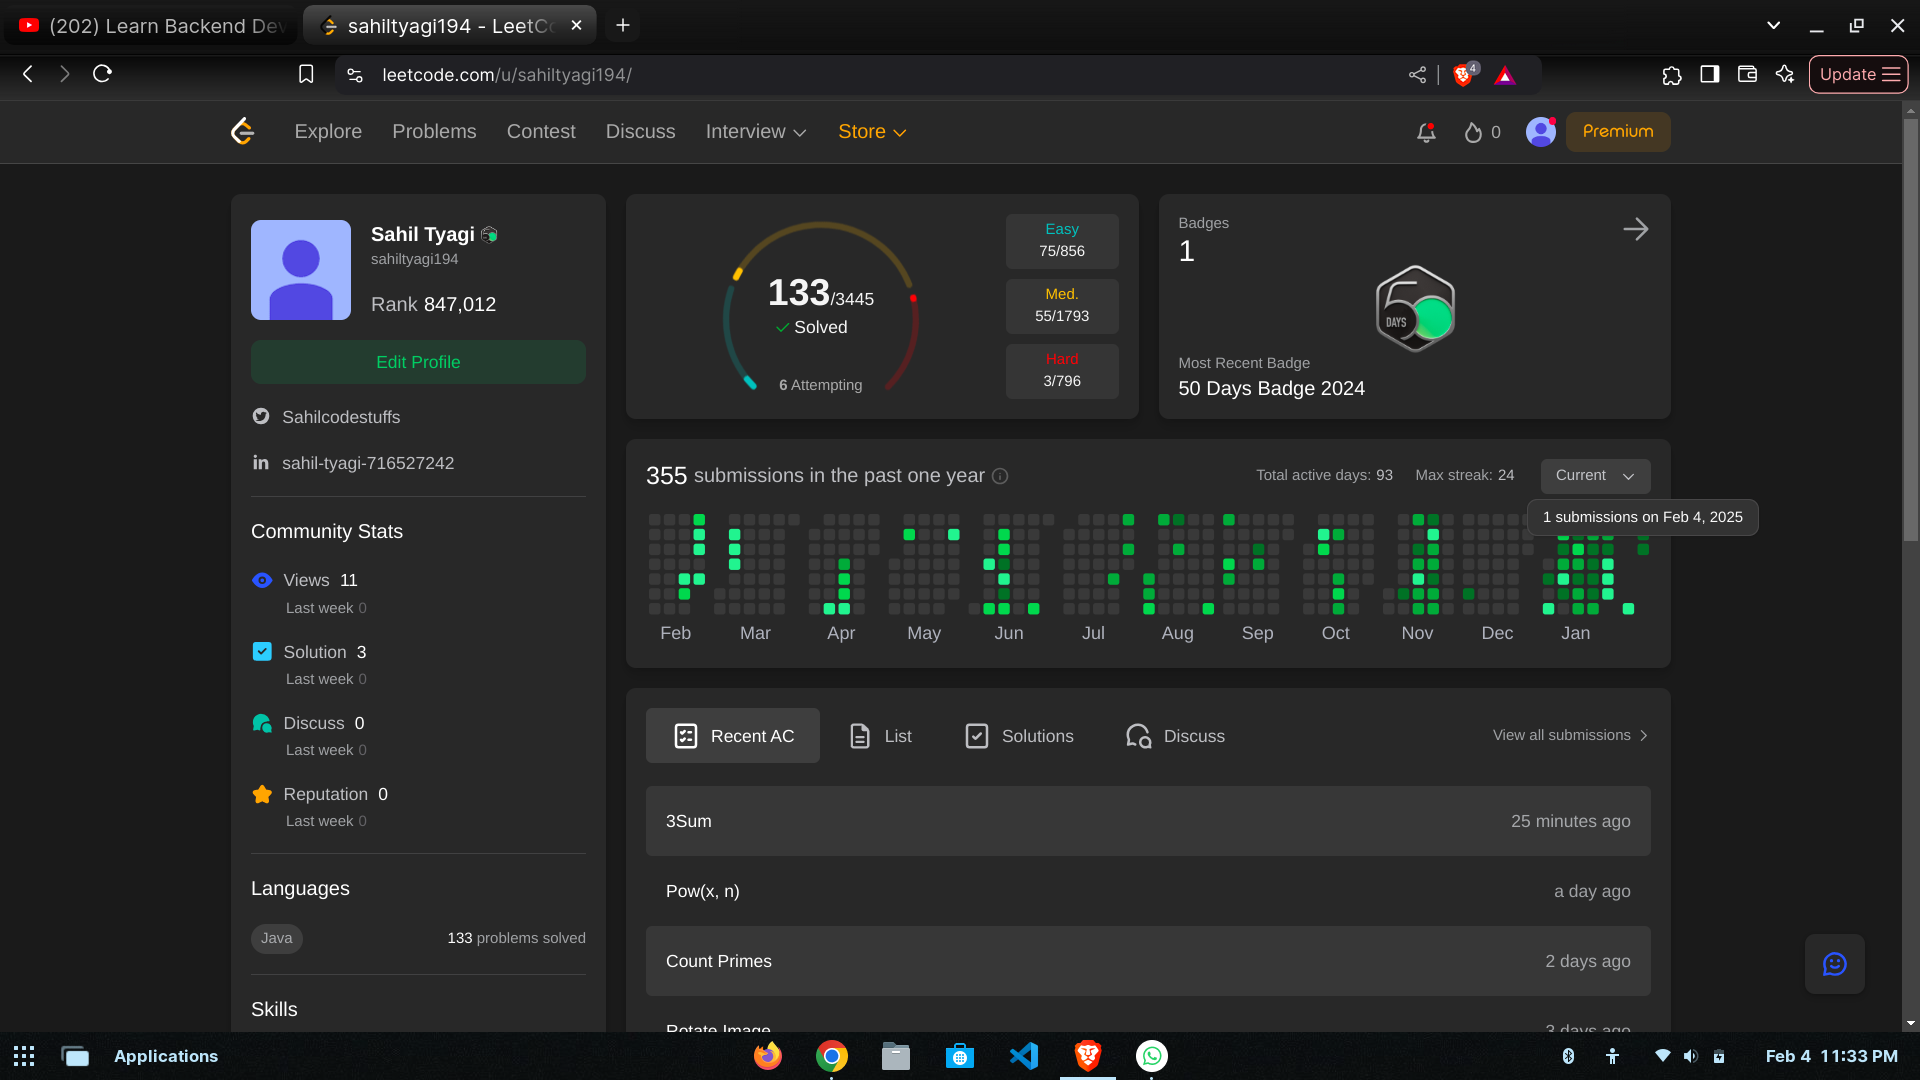 (202) Learn Backend Dev
sahiltyagi194 - LeetCo
leetcode.com/u/sahiltyagi194/
4
Update
Explore
Problems
Contest
Discuss
Interview
Store
0
Premium
Sahil Tyagi
sahiltyagi194
Rank 847,012
Edit Profile
Sahilcodestuffs
sahil-tyagi-716527242
Community Stats
Views 11
Last week 0
Solution 3
Last week 0
Discuss 0
Last week 0
Reputation 0
Last week 0
Languages
Java
133 problems solved
Skills
133/3445
Solved
6 Attempting
Easy
75/856
Med.
55/1793
Hard
3/796
Badges
1
50
DAYS
Most Recent Badge
50 Days Badge 2024
355 submissions in the past one year
Total active days: 93
Max streak: 24
Current
1 submissions on Feb 4, 2025
Feb
Mar
Apr
May
Jun
Jul
Aug
Sep
Oct
Nov
Dec
Jan
Recent AC
List
Solutions
Discuss
View all submissions
3Sum
25 minutes ago
Pow(x, n)
a day ago
Count Primes
2 days ago
Rotate Image
3 days ago
Applications
Feb 4 11:33 PM